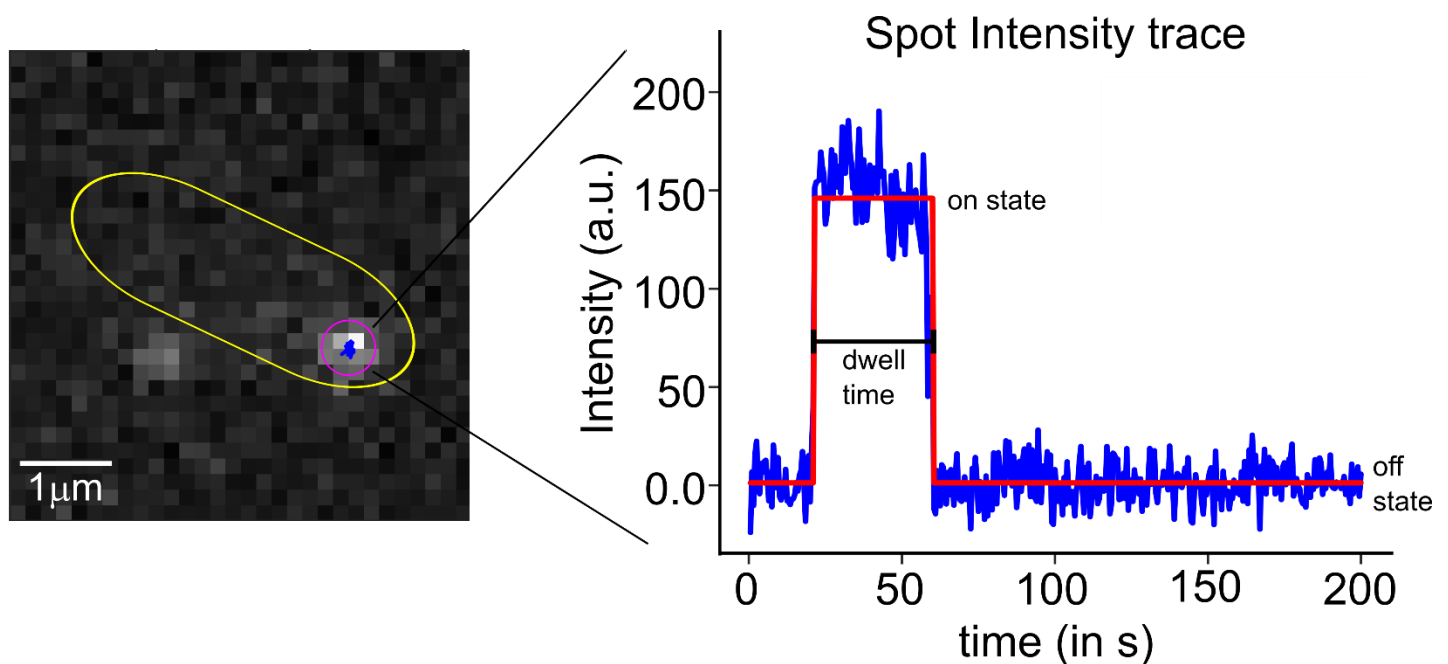 Spot Intensity trace
1μm
Intensity (a.u.)
200
150
100
50
0.0
on state
dwell
time
off
state
0
50
100
150
200
time (in s)